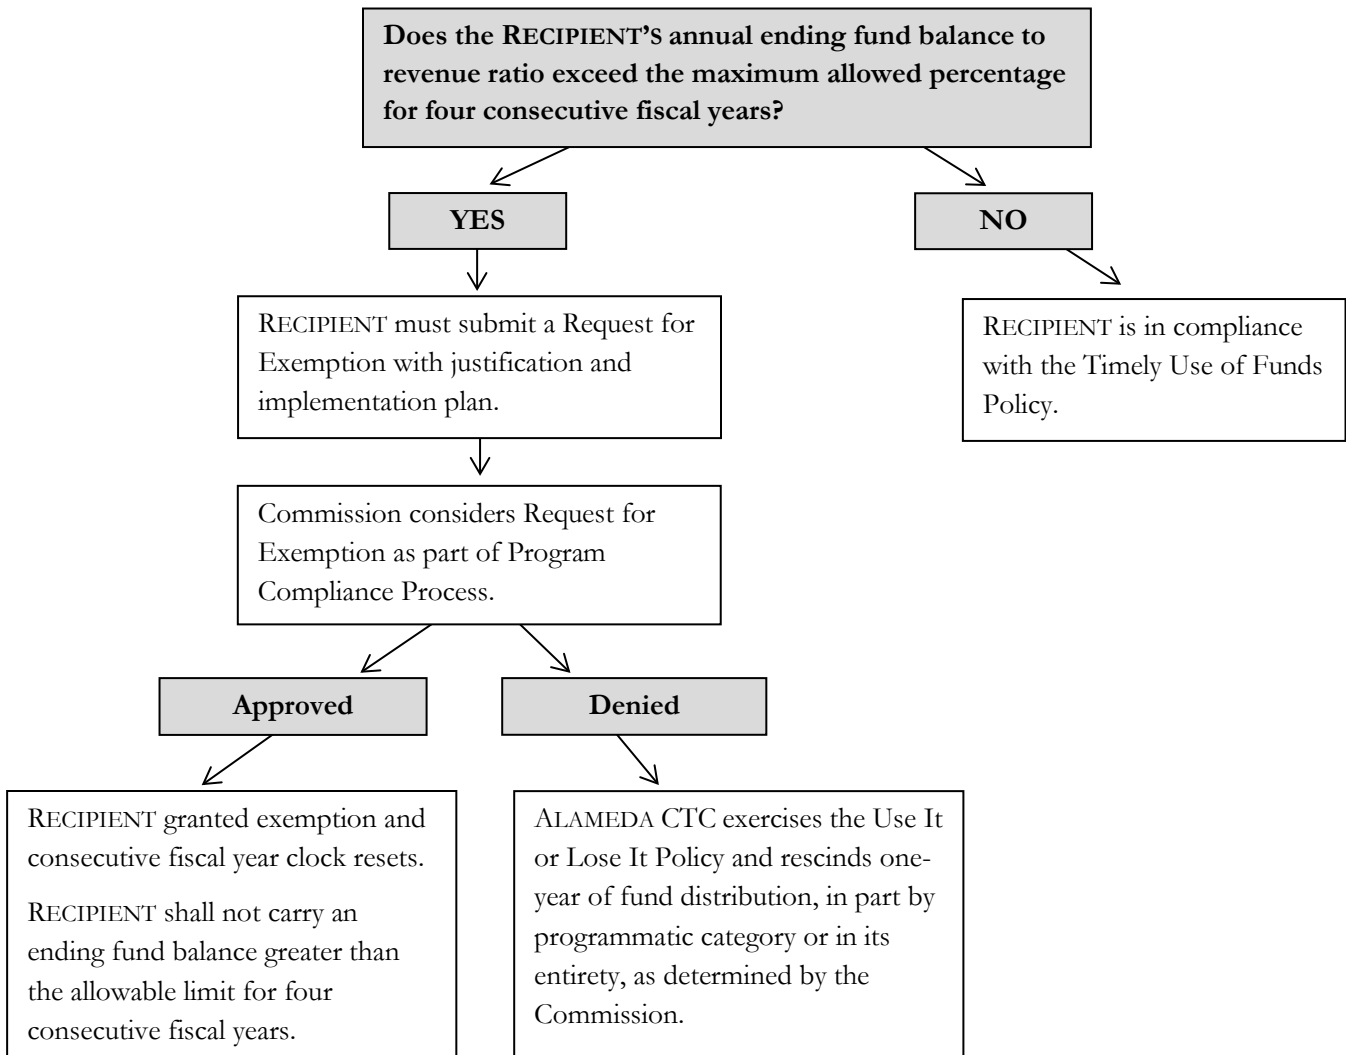 Does the RECIPIENT’S annual ending fund balance to
revenue ratio exceed the maximum allowed percentage
for four consecutive fiscal years?
YES
NO
RECIPIENT must submit a Request for
Exemption with justification and
implementation plan.
RECIPIENT is in compliance
with the Timely Use of Funds
Policy.
Commission considers Request for
Exemption as part of Program
Compliance Process.
Approved
Denied
RECIPIENT granted exemption and
consecutive fiscal year clock resets.
RECIPIENT shall not carry an
ending fund balance greater than
the allowable limit for four
consecutive fiscal years.
ALAMEDA CTC exercises the Use It
or Lose It Policy and rescinds one-
year of fund distribution, in part by
programmatic category or in its
entirety, as determined by the
Commission.